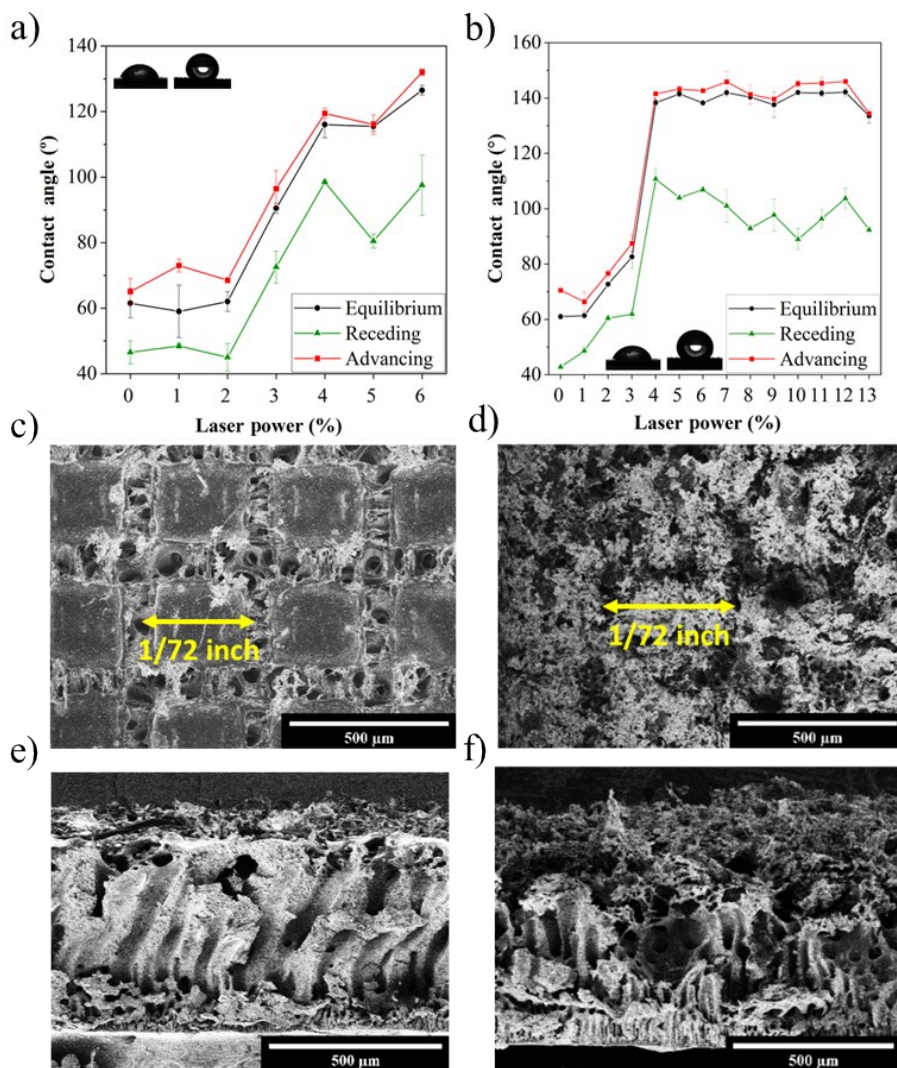 a)
140
120
100
80
60
40
Contact angle (°)
Equilibrium
Receding
Advancing
0 1 2 3 4 5 6
Laser power (%)
b)
160
140
120
100
80
60
40
Contact angle (°)
Equilibrium
Receding
Advancing
0 1 2 3 4 5 6 7 8 9 10 11 12 13
Laser power (%)
c)
1/72 inch
500 µm
d)
1/72 inch
500 µm
e)
500 µm
f)
500 µm